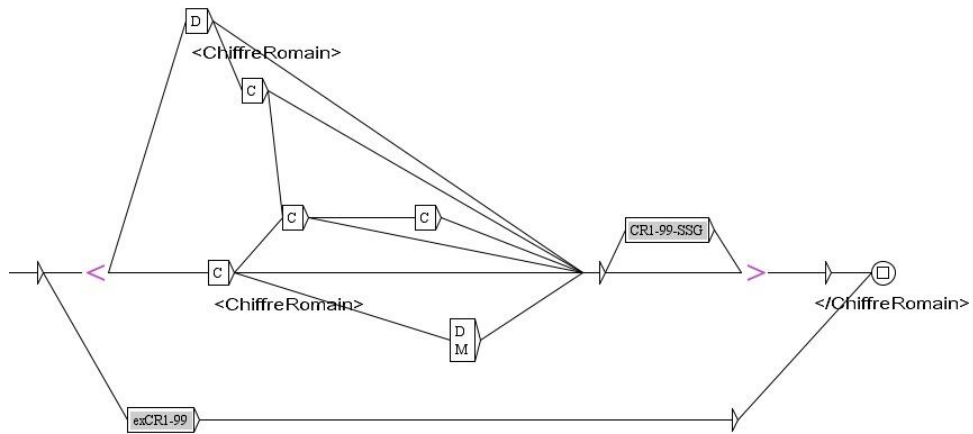 D
<ChiffreRomain>
C
C
C
CR1-99-SSG
<
C
>
<ChiffreRomain>
</ChiffreRomain>
D
M
exCR1-99